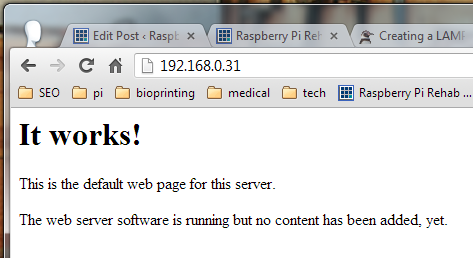 Edit Post ‹ Raspb
Raspberry Pi Reh
Creating a LAMP
192.168.0.31
SEO
pi
bioprinting
medical
tech
Raspberry Pi Rehab ...
It works!
This is the default web page for this server.
The web server software is running but no content has been added, yet.